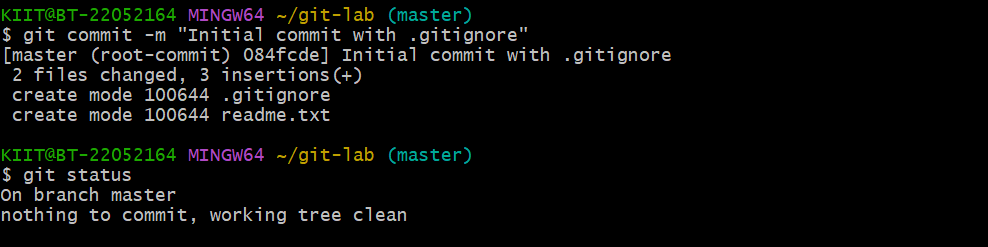 KIIT@BT-22052164 MINGW64 ~/git-lab (master)
$ git commit -m "Initial commit with .gitignore"
[master (root-commit) 084fcde] Initial commit with .gitignore
 2 files changed, 3 insertions(+)
 create mode 100644 .gitignore
 create mode 100644 readme.txt
KIIT@BT-22052164 MINGW64 ~/git-lab (master)
$ git status
On branch master
nothing to commit, working tree clean